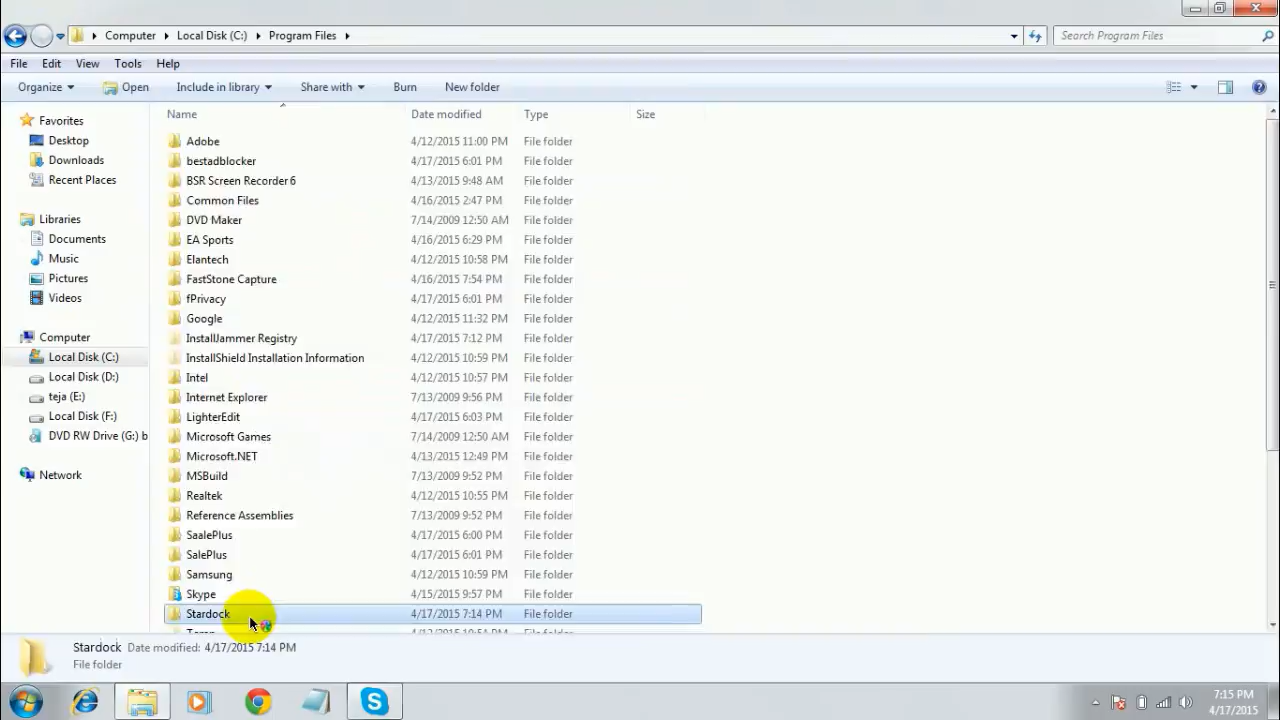 Computer Local Disk (C:) Program Files Search Program Files
File Edit View Tools Help
Organize Open Include in library Share with Burn New folder
Name Date modified Type Size
Favorites
Desktop
Downloads
Recent Places
Libraries
Documents
Music
Pictures
Videos
Computer
Local Disk (C:)
Local Disk (D:)
teja (E:)
Local Disk (F:)
DVD RW Drive (G:) b
Network
Adobe 4/12/2015 11:00 PM File folder
bestadblocker 4/17/2015 6:01 PM File folder
BSR Screen Recorder 6 4/13/2015 9:48 AM File folder
Common Files 4/16/2015 2:47 PM File folder
DVD Maker 7/14/2009 12:50 AM File folder
EA Sports 4/16/2015 6:29 PM File folder
Elantech 4/12/2015 10:58 PM File folder
FastStone Capture 4/16/2015 7:54 PM File folder
fPrivacy 4/17/2015 6:01 PM File folder
Google 4/12/2015 11:32 PM File folder
InstallJammer Registry 4/17/2015 7:12 PM File folder
InstallShield Installation Information 4/12/2015 10:59 PM File folder
Intel 4/12/2015 10:57 PM File folder
Internet Explorer 7/13/2009 9:56 PM File folder
LighterEdit 4/17/2015 6:03 PM File folder
Microsoft Games 7/14/2009 12:50 AM File folder
Microsoft.NET 4/13/2015 12:49 PM File folder
MSBuild 7/13/2009 9:52 PM File folder
Realtek 4/12/2015 10:55 PM File folder
Reference Assemblies 7/13/2009 9:52 PM File folder
SaalePlus 4/17/2015 6:00 PM File folder
SalePlus 4/17/2015 6:01 PM File folder
Samsung 4/12/2015 10:59 PM File folder
Skype 4/15/2015 9:57 PM File folder
Stardock 4/17/2015 7:14 PM File folder
Stardock Date modified: 4/17/2015 7:14 PM
File folder
7:15 PM
4/17/2015